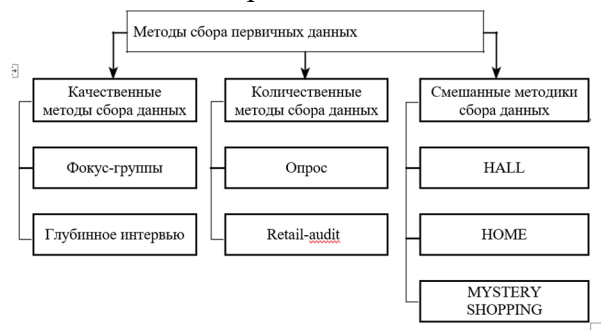 Методы сбора первичных данных
Качественные
методы сбора данных
Количественные
методы сбора данных
Смешанные методики
сбора данных
Фокус-группы
Опрос
HALL
Глубинное интервью
Retail-audit
HOME
MYSTERY
SHOPPING